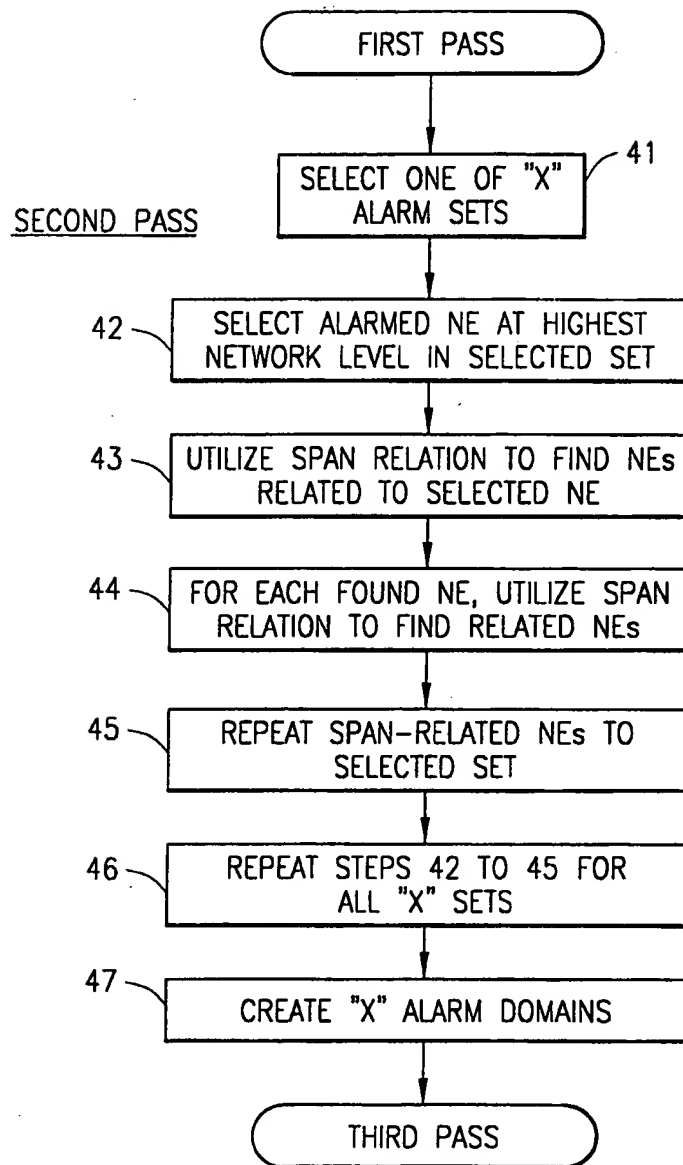 FIRST PASS
41
SELECT ONE OF "X"
ALARM SETS
SECOND PASS
42
SELECT ALARMED NE AT HIGHEST
NETWORK LEVEL IN SELECTED SET
43
UTILIZE SPAN RELATION TO FIND NEs
RELATED TO SELECTED NE
44
FOR EACH FOUND NE, UTILIZE SPAN
RELATION TO FIND RELATED NEs
45
REPEAT SPAN-RELATED NEs TO
SELECTED SET
46
REPEAT STEPS 42 TO 45 FOR
ALL "X" SETS
47
CREATE "X" ALARM DOMAINS
THIRD PASS